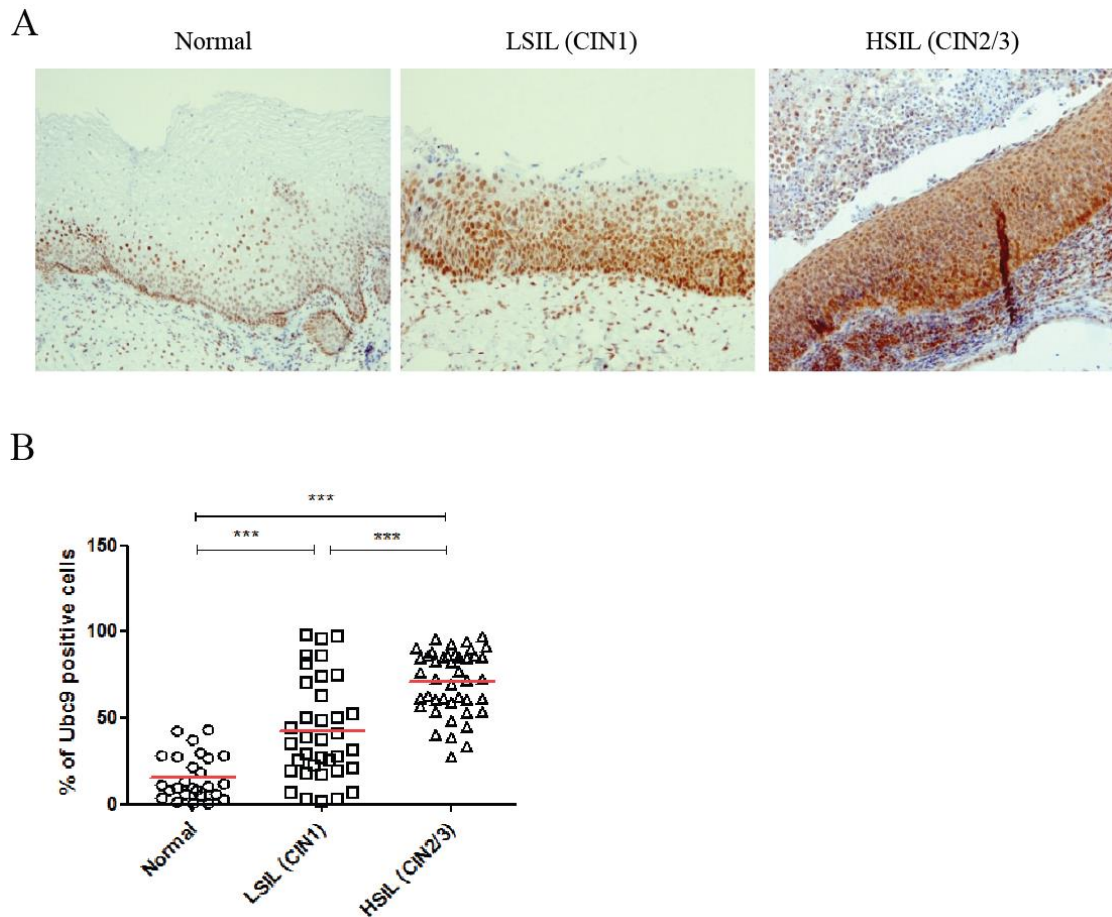 A
Normal
LSIL (CIN1)
HSIL (CIN2/3)
B
***
***
***
% of Ubc9 positive cells
150
100
50
0
Normal
LSIL (CIN1)
HSIL (CIN2/3)